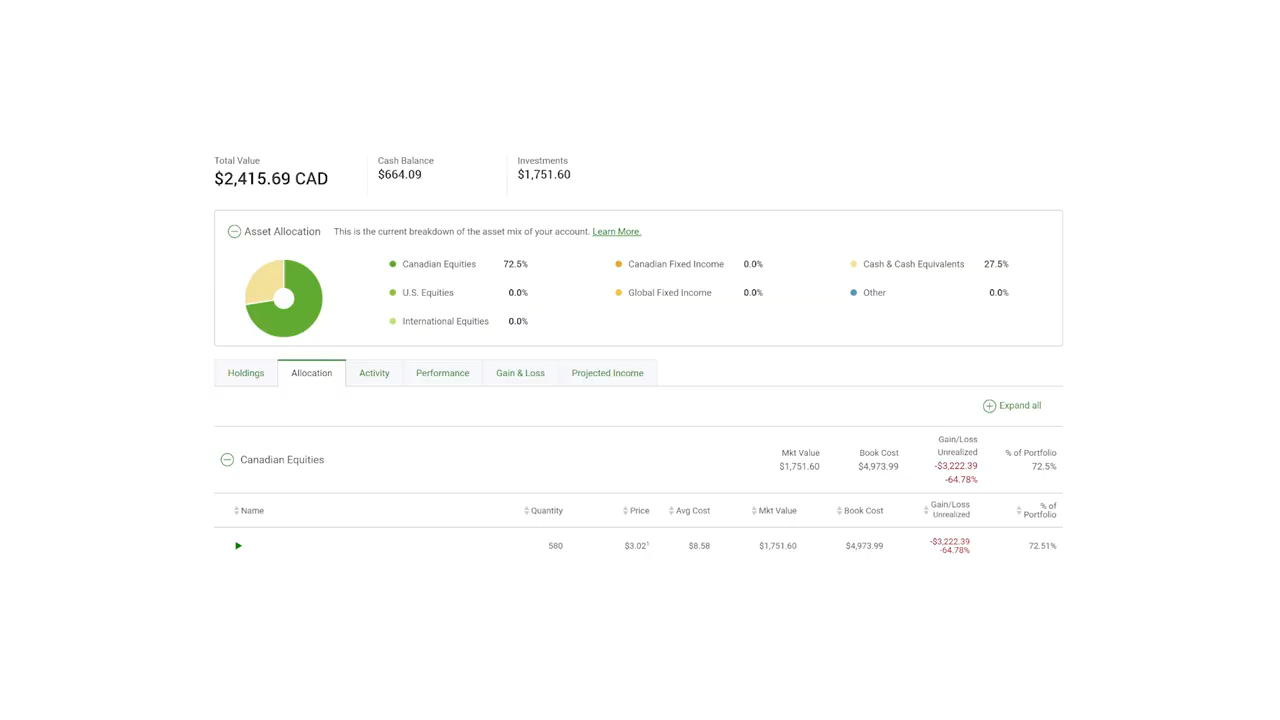 Total Value
$2,415.69 CAD
Cash Balance
$664.09
Investments
$1,751.60
Asset Allocation This is the current breakdown of the asset mix of your account. Learn More.
Canadian Equities 72.5% Canadian Fixed Income 0.0% Cash & Cash Equivalents 27.5%
U.S. Equities 0.0% Global Fixed Income 0.0% Other 0.0%
International Equities 0.0%
Holdings Allocation Activity Performance Gain & Loss Projected Income
Expand all
Canadian Equities
Mkt Value
$1,751.60
Book Cost
$4,973.99
Gain/Loss
Unrealized
-$3,222.39
-64.78%
% of Portfolio
72.5%
Name Quantity Price Avg Cost Mkt Value Book Cost
Gain/Loss
Unrealized
% of
Portfolio
580 $3.02¹ $8.58 $1,751.60 $4,973.99
-$3,222.39
-64.78%
72.51%